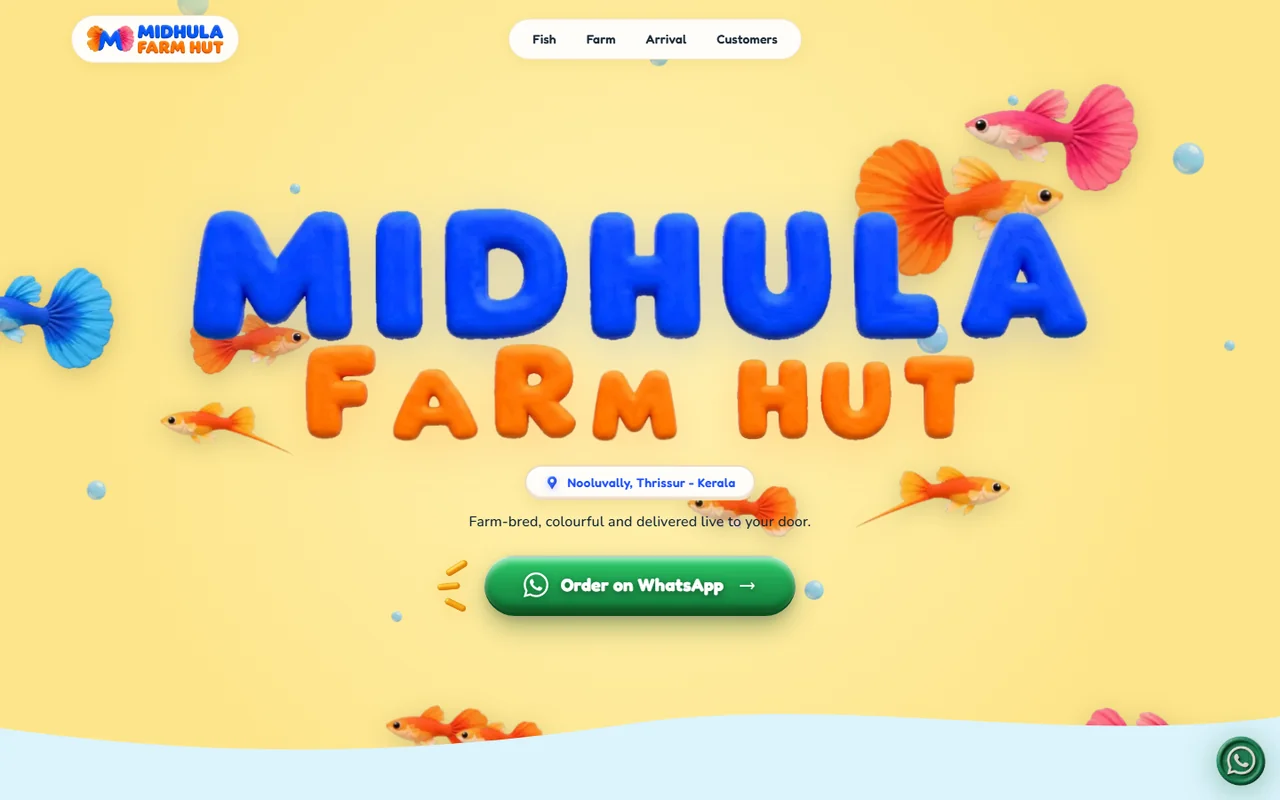 MIDHULA
FARM HUT
Fish
Farm
Arrival
Customers
MIDHULA
FARM HUT
Nooluvally, Thrissur - Kerala
Farm-bred, colourful and delivered live to your door.
Order on WhatsApp →